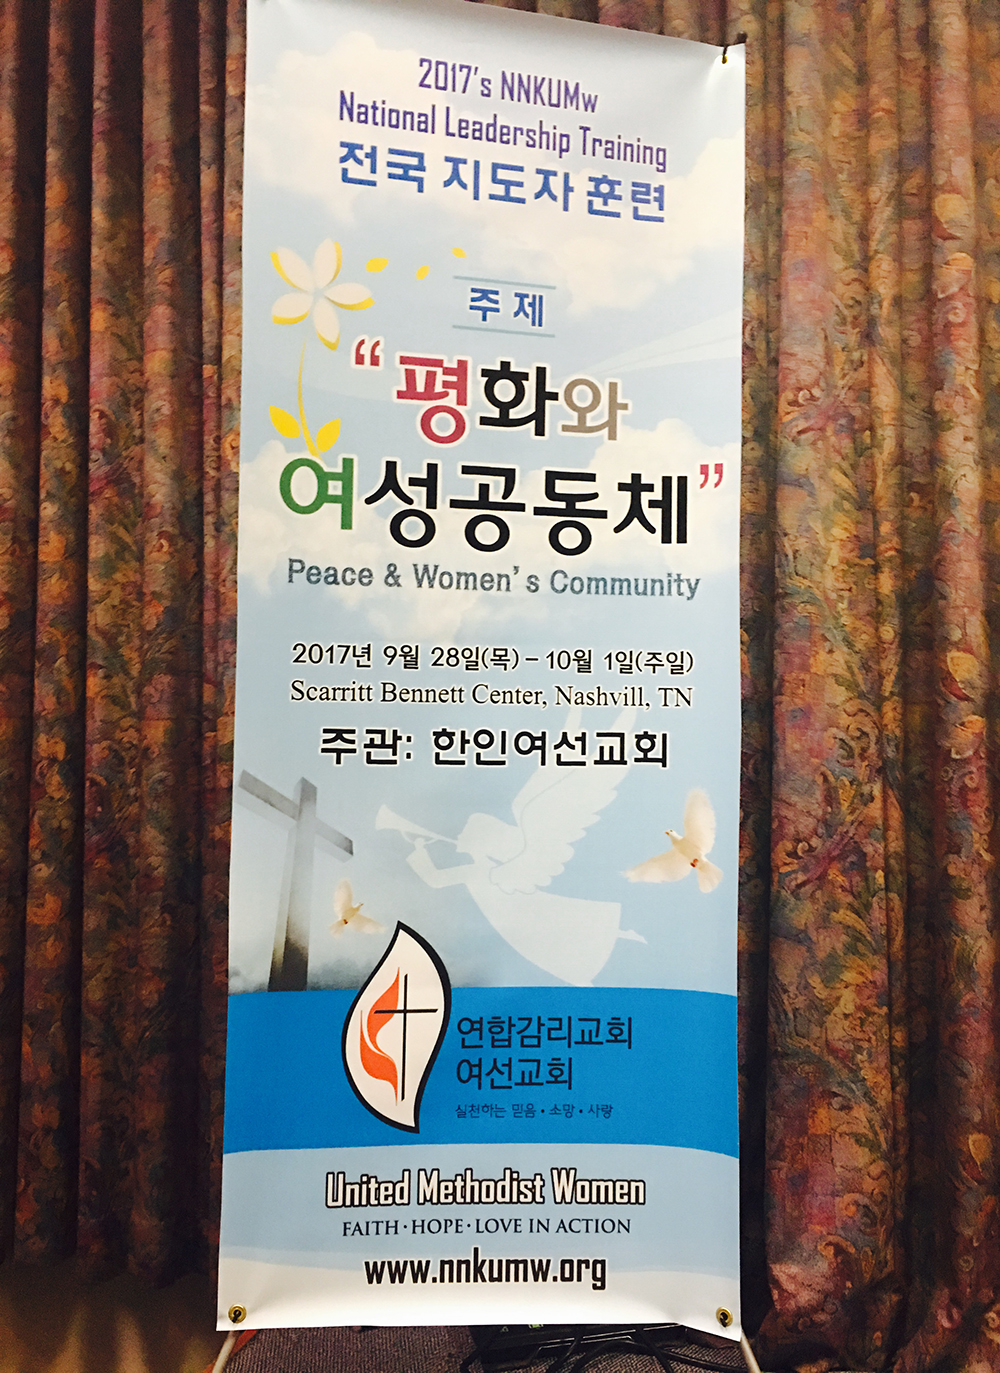 2017's NNKUMw
National Leadership Training
전국 지도자 훈련
주 제
“평화와
여성공동체”
Peace & Women's Community
2017년 9월 28일(목) – 10월 1일(주일)
Scarritt Bennett Center, Nashvill, TN
주관: 한인여선교회
연합감리교회
여선교회
실천하는 믿음 • 소망 • 사랑
United Methodist Women
FAITH • HOPE • LOVE IN ACTION
www.nnkumw.org